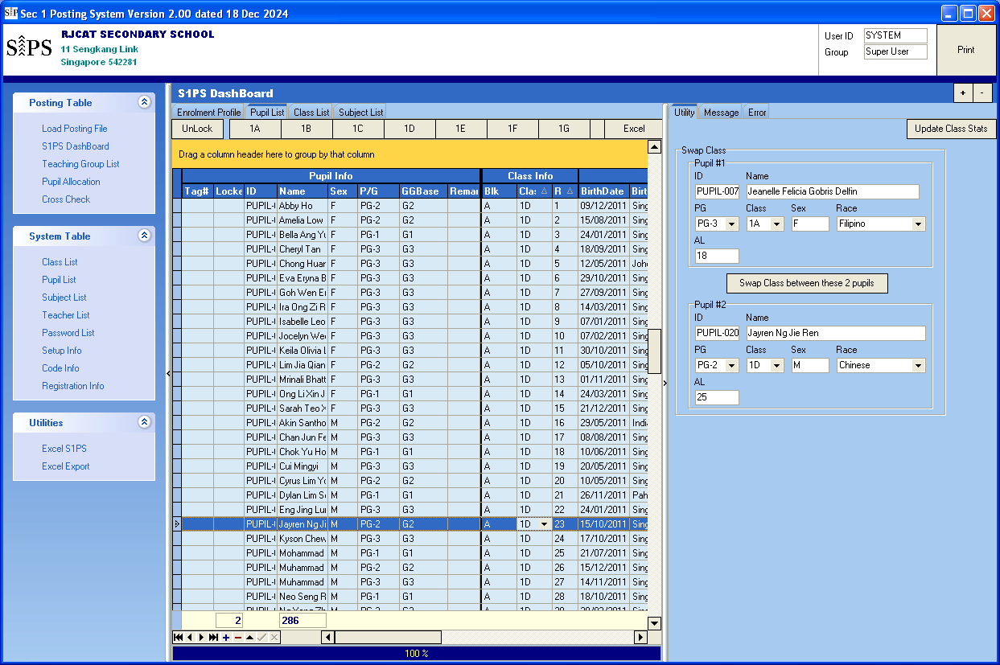 S1P Sec 1 Posting System Version 2.00 dated 18 Dec 2024
S1PS
RJCAT SECONDARY SCHOOL
11 Sengkang Link
Singapore 542281
User ID SYSTEM
Group Super User
Print
Posting Table
Load Posting File
S1PS DashBoard
Teaching Group List
Pupil Allocation
Cross Check
System Table
Class List
Pupil List
Subject List
Teacher List
Password List
Setup Info
Code Info
Registration Info
Utilities
Excel S1PS
Excel Export
S1PS DashBoard + -
Enrolment Profile Pupil List Class List Subject List
UnLock 1A 1B 1C 1D 1E 1F 1G Excel
Drag a column header here to group by that column
Pupil Info Class Info
Tag# Locke ID Name Sex P/G GGBase Remar Blk Clas R BirthDate Birt
PUPIL- Abby Ho F PG-2 G2 A 1D 1 09/12/2011 Sing
PUPIL- Amelia Low F PG-2 G2 A 1D 2 15/08/2011 Sing
PUPIL- Bella Ang Yu F PG-1 G1 A 1D 3 24/01/2011 Sing
PUPIL- Cheryl Tan F PG-3 G3 A 1D 4 18/09/2011 Sing
PUPIL- Chong Huar F PG-3 G3 A 1D 5 12/05/2011 Joh
PUPIL- Eva Eryna B F PG-3 G3 A 1D 6 29/10/2011 Sing
PUPIL- Goh Wen E F PG-3 G3 A 1D 7 27/09/2011 Sing
PUPIL- Ira Ong Zi R F PG-3 G3 A 1D 8 14/03/2011 Sing
PUPIL- Isabelle Leo F PG-3 G3 A 1D 9 07/01/2011 Sing
PUPIL- Jocelyn Wee F PG-3 G3 A 1D 10 07/02/2011 Sing
PUPIL- Keila Olivia L F PG-3 G3 A 1D 11 30/10/2011 Sing
PUPIL- Lim Jia Qian F PG-2 G2 A 1D 12 05/10/2011 Sing
PUPIL- Mrinali Bhatt F PG-3 G3 A 1D 13 01/11/2011 Sing
PUPIL- Ong Li Xin J F PG-1 G1 A 1D 14 24/03/2011 Sing
PUPIL- Sarah Teo X F PG-3 G3 A 1D 15 21/12/2011 Sing
PUPIL- Akin Santho M PG-2 G2 A 1D 16 29/05/2011 Indi
PUPIL- Chan Jun Fe M PG-3 G3 A 1D 17 08/08/2011 Sing
PUPIL- Chok Yu Ho M PG-1 G1 A 1D 18 10/06/2011 Sing
PUPIL- Cui Mingyi M PG-3 G3 A 1D 19 20/05/2011 Sing
PUPIL- Cyrus Lim Yo M PG-2 G2 A 1D 20 10/05/2011 Sing
PUPIL- Dylan Lim S M PG-1 G1 A 1D 21 26/11/2011 Pah
PUPIL- Eng Jing Lu M PG-3 G3 A 1D 22 24/01/2011 Sing
PUPIL- Jayren Ng Ji M PG-2 G2 A 1D 23 15/10/2011 Sing
PUPIL- Kyson Chew M PG-3 G3 A 1D 24 17/10/2011 Sing
PUPIL- Mohammad M PG-1 G1 A 1D 25 21/07/2011 Sing
PUPIL- Muhammad M PG-2 G2 A 1D 26 15/12/2011 Sing
PUPIL- Muhammad M PG-3 G3 A 1D 27 14/11/2011 Sing
PUPIL- Neo Seng R M PG-1 G1 A 1D 28 18/10/2011 Sing
2 286
100 %
Utility Message Error
Update Class Stats
Swap Class
Pupil #1
ID Name
PUPIL-007 Jeanelle Felicia Gobris Delfin
PG Class Sex Race
PG-3 1A F Filipino
AL
18
Swap Class between these 2 pupils
Pupil #2
ID Name
PUPIL-020 Jayren Ng Jie Ren
PG Class Sex Race
PG-2 1D M Chinese
AL
25